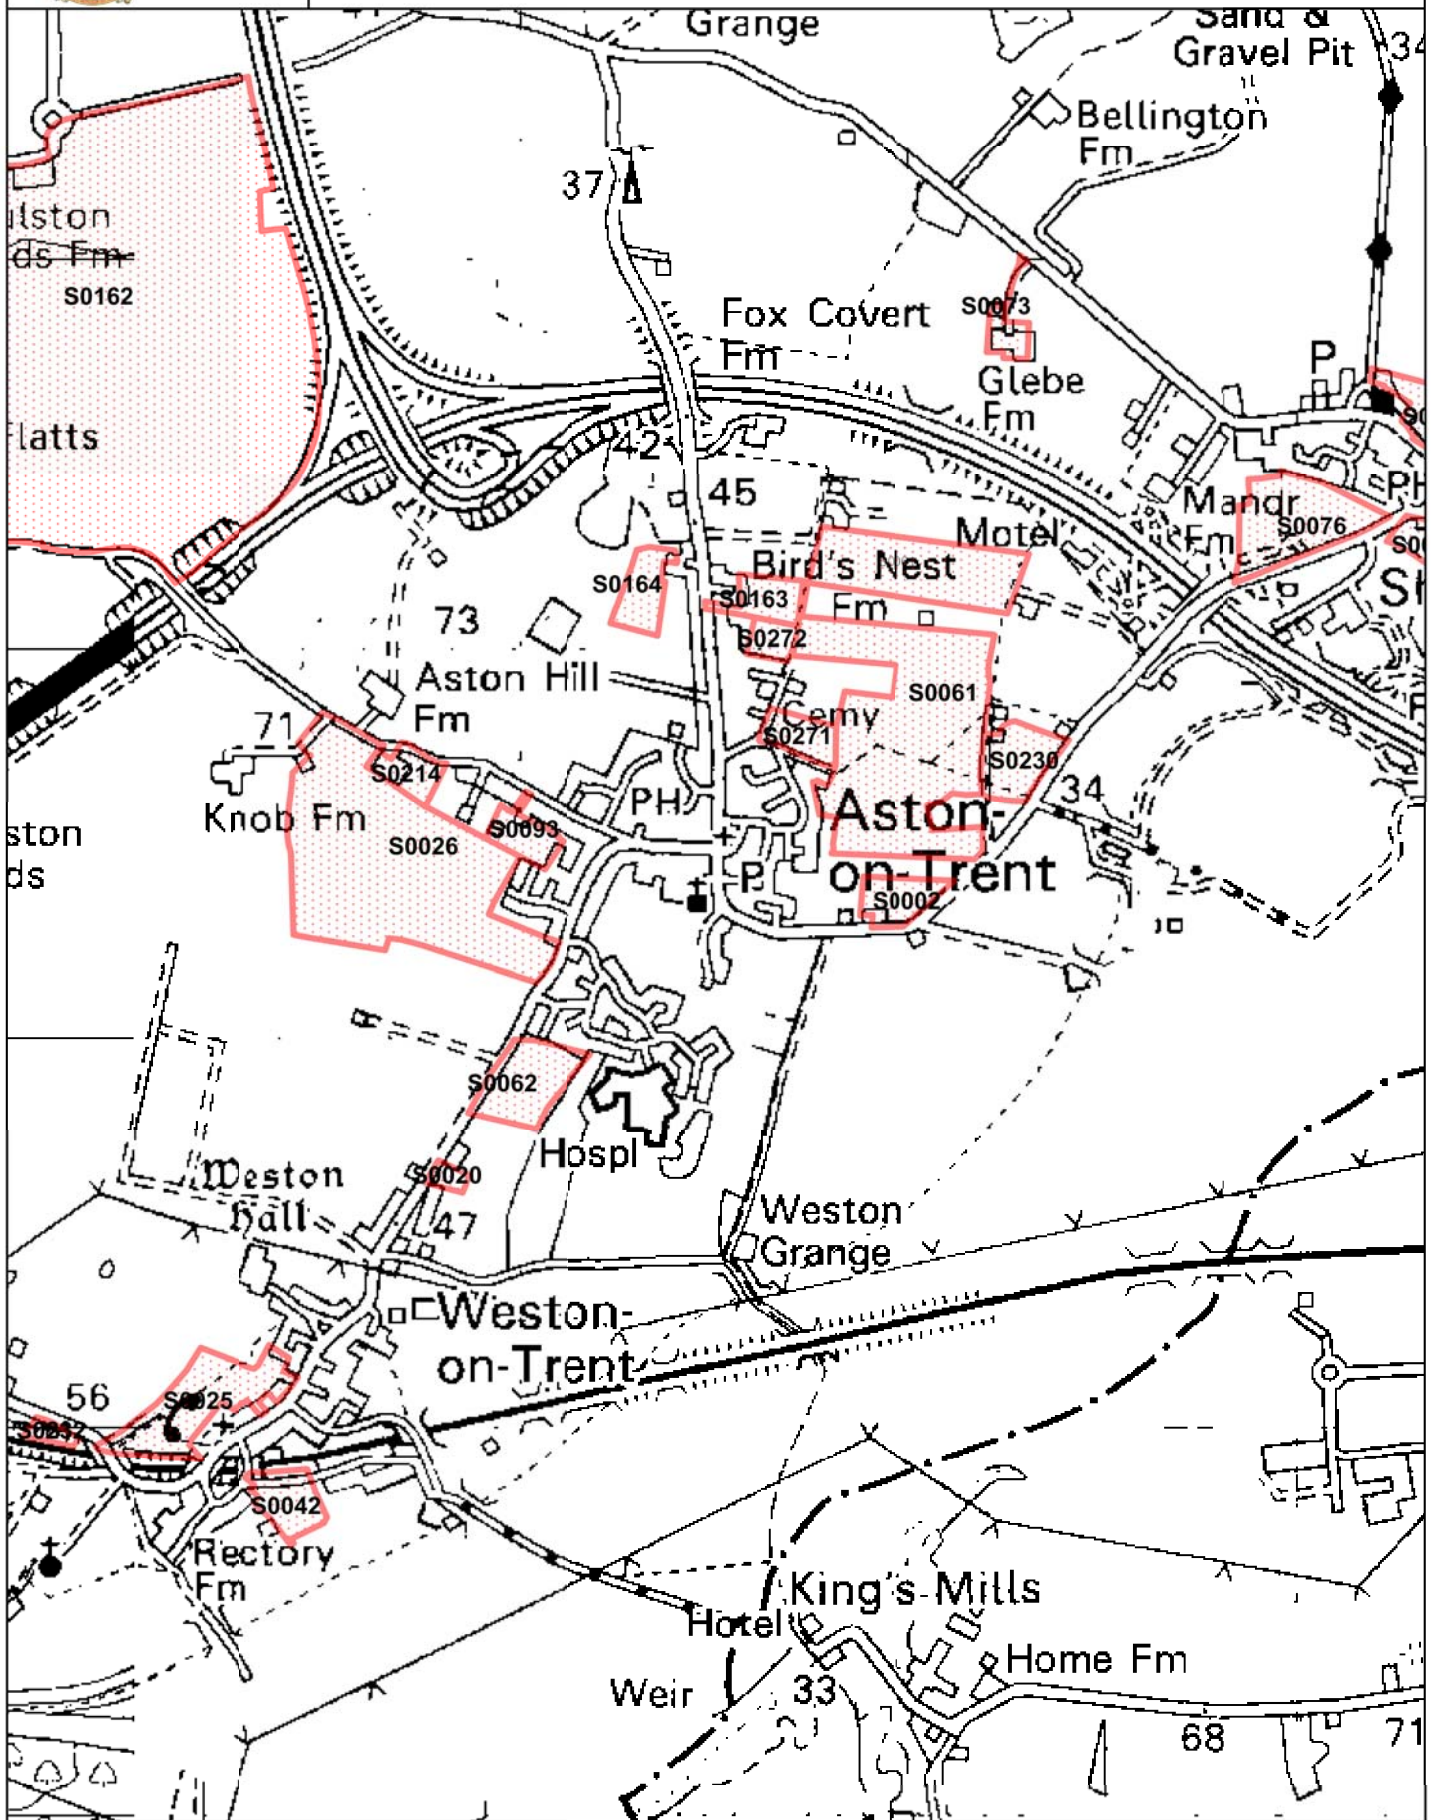 Grange
Sand &
Gravel Pit
34
Bellington
Fm
37
ulston
ds Fm
S0162
Fox Covert
Fm
S0073
Glebe
Fm
P
Flatts
42
45
PH
Manor
Fm
S0076
Motel
Bird's Nest
Fm
S0164
S0163
S0272
73
Aston Hill
Fm
S0061
Cemy
S0271
S0230
71
S0214
Knob Fm
PH
34
S0093
S0026
Aston-
on-Trent
ston
ds
P
S0002
S0062
Hospl
Weston
Hall
S0020
47
Weston
Grange
Weston-
on-Trent
56
S0025
S0042
Rectory
Fm
King's Mills
Hotel
Home Fm
Weir
33
68
71